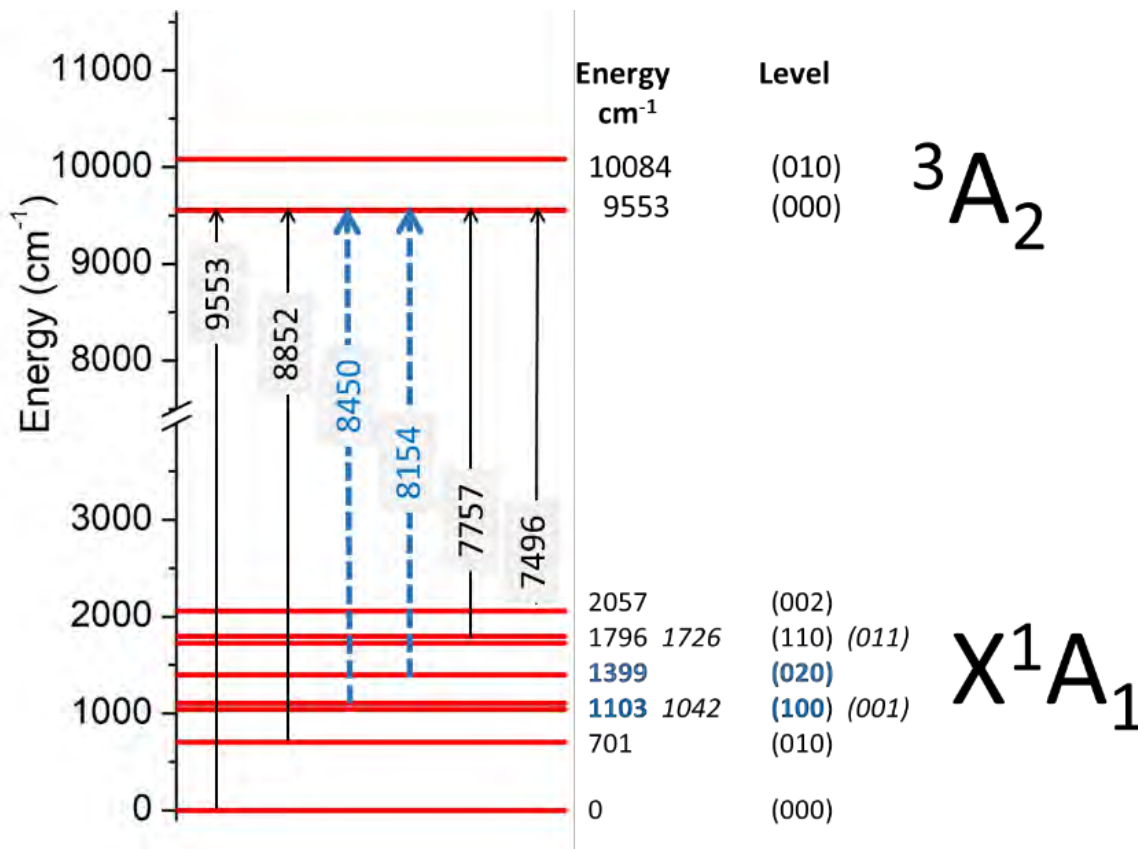 Energy (cm⁻¹)
11000
10000
9000
8000
3000
2000
1000
0
9553
8852
8450
8154
7757
7496
Energy Level
cm⁻¹
10084 (010)
9553 (000)
³A₂
2057 (002)
1796 1726 (110) (011)
1399 (020)
1103 1042 (100) (001)
701 (010)
0 (000)
X¹A₁